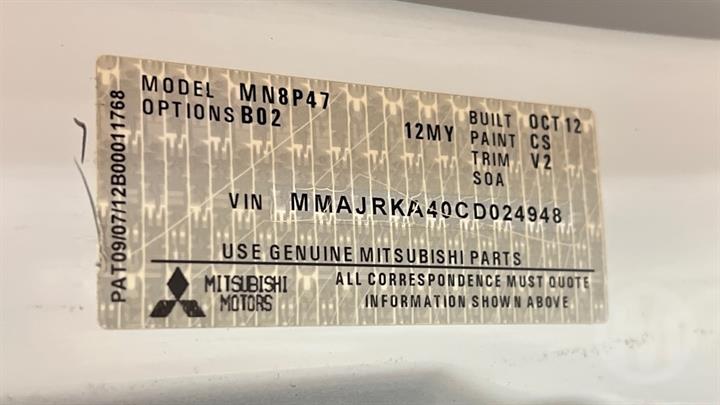 MODEL MN8P47
OPTIONS B02
12MY
BUILT OCT 12
PAINT CS
TRIM V2
SOA
VIN MMAJRKA40CD024948
USE GENUINE MITSUBISHI PARTS
MITSUBISHI
MOTORS
ALL CORRESPONDENCE MUST QUOTE
INFORMATION SHOWN ABOVE
PAT09/07/12B00011768